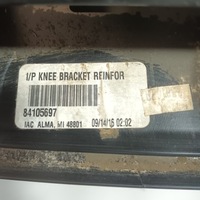 I/P KNEE BRACKET REINFOR
84105697
IAC ALMA, MI 48801 09/14/16 02:02